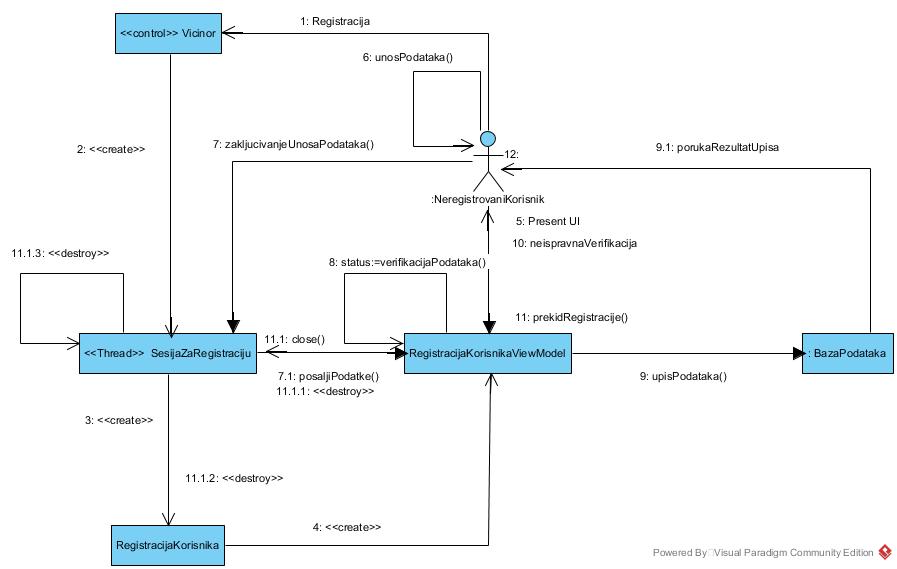 1: Registracija
<<control>> Vicinor
6: unosPodataka()
7: zakljucivanjeUnosaPodataka()
2: <<create>>
12:
9.1: porukaRezultatUpisa
:NeregistrovaniKorisnik
5: Present UI
10: neispravnaVerifikacija
11.1.3: <<destroy>>
8: status:=verifikacijaPodataka()
11: prekidRegistracije()
11.1: close()
<<Thread>> SesijaZaRegistraciju
RegistracijaKorisnikaViewModel
: BazaPodataka
7.1: posaljiPodatke()
9: upisPodataka()
11.1.1: <<destroy>>
3: <<create>>
11.1.2: <<destroy>>
4: <<create>>
RegistracijaKorisnika
Powered By Visual Paradigm Community Edition